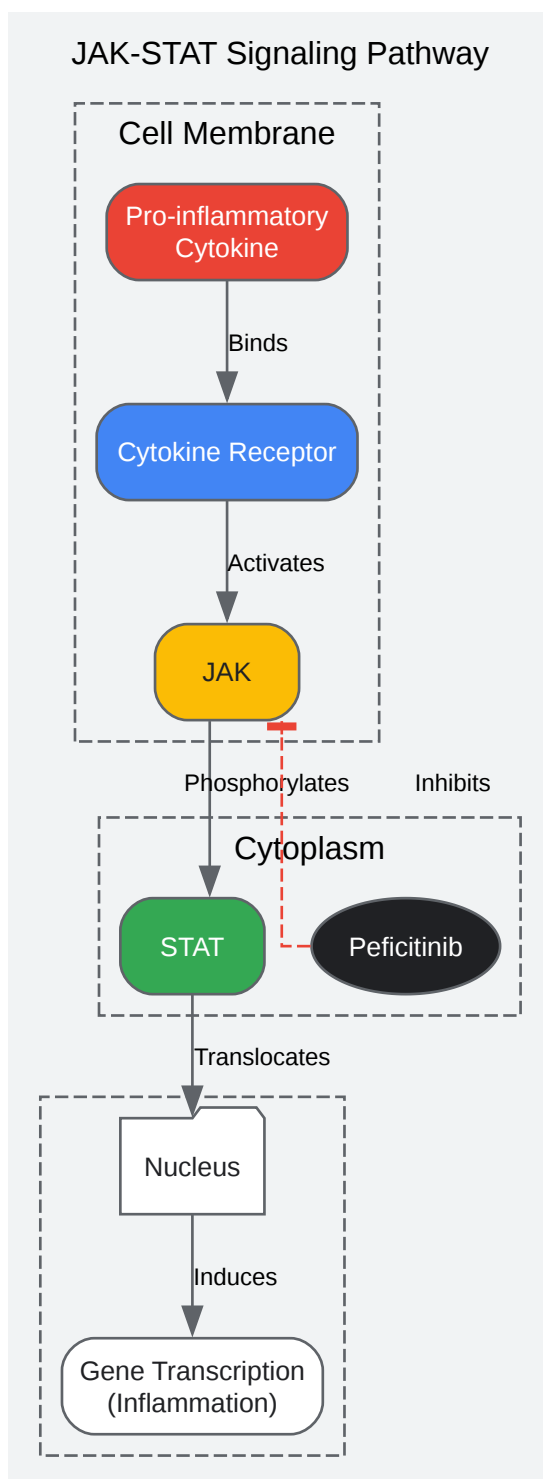 JAK-STAT Signaling Pathway
Cell Membrane
Pro-inflammatory
Cytokine
Binds
Cytokine Receptor
Activates
JAK
Phosphorylates
Inhibits
Cytoplasm
STAT
Peficitinib
Translocates
Nucleus
Induces
Gene Transcription
(Inflammation)